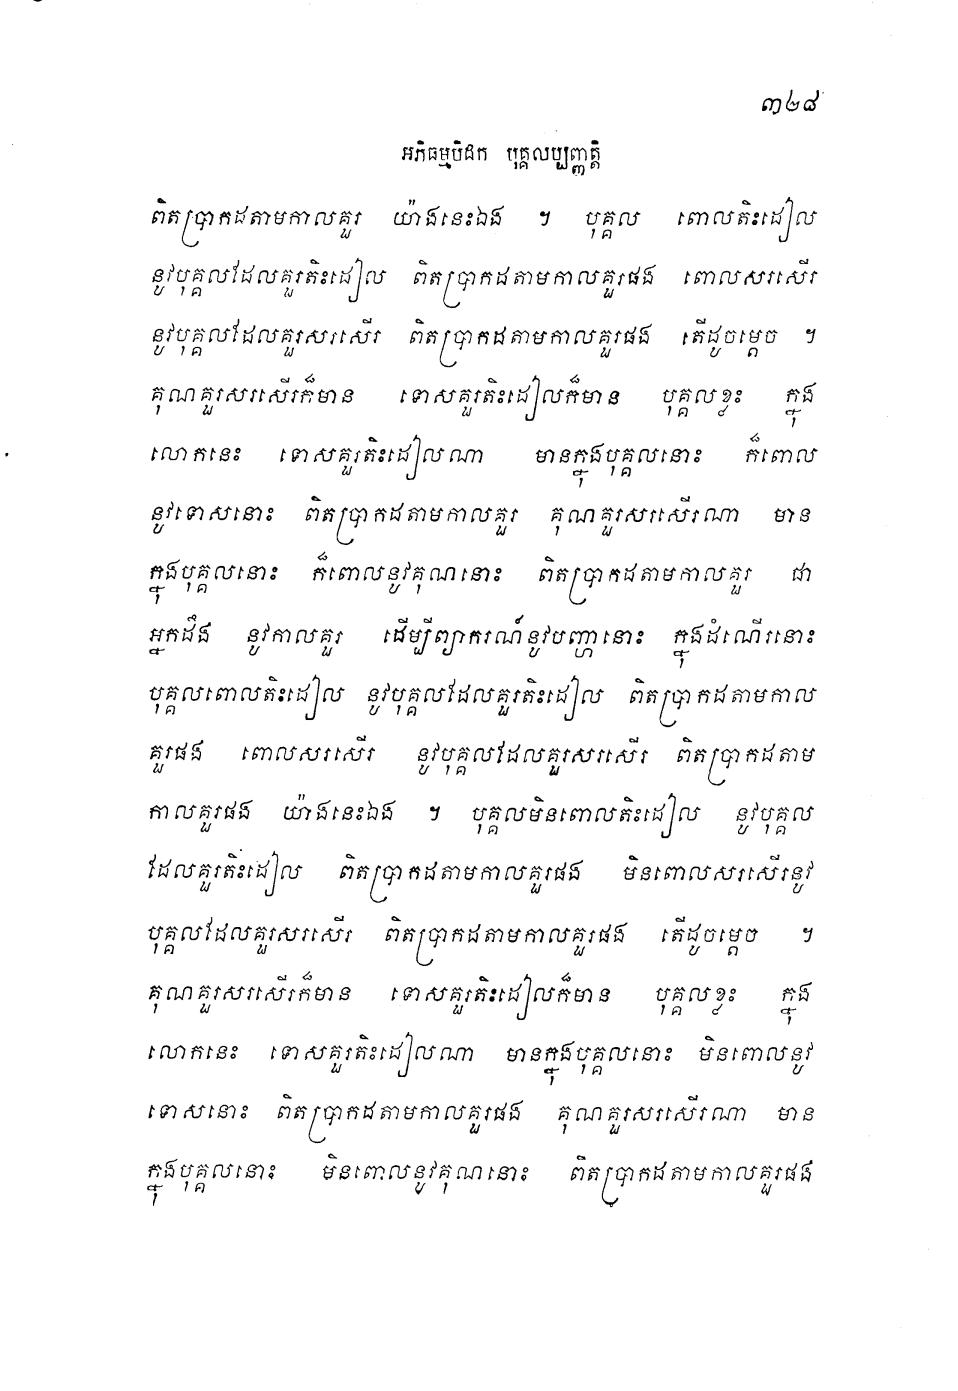 ៣២៨
អភិធម្មបិដក បុគ្គលប្បញ្ញត្តិ
ពិតប្រាកដតាមកាលគួរ យ៉ាងនេះឯង ។ បុគ្គល ពោលតិះដៀល
នូវបុគ្គលដែលគួរតិះដៀល ពិតប្រាកដតាមកាលគួរផង ពោលសរសើរ
នូវបុគ្គលដែលគួរសរសើរ ពិតប្រាកដតាមកាលគួរផង តើដូចម្តេច ។
គុណគួរសរសើរក៏មាន ទោសគួរតិះដៀលក៏មាន បុគ្គលខ្លះ ក្នុង
លោកនេះ ទោសគួរតិះដៀលណា មានក្នុងបុគ្គលនោះ ក៏ពោល
នូវទោសនោះ ពិតប្រាកដតាមកាលគួរ គុណគួរសរសើរណា មាន
ក្នុងបុគ្គលនោះ ក៏ពោលនូវគុណនោះ ពិតប្រាកដតាមកាលគួរ ជា
អ្នកដឹង នូវកាលគួរ ដើម្បីព្យាករណ៍នូវបញ្ហានោះ ក្នុងដំណើរនោះ
បុគ្គលពោលតិះដៀល នូវបុគ្គលដែលគួរតិះដៀល ពិតប្រាកដតាមកាល
គួរផង ពោលសរសើរ នូវបុគ្គលដែលគួរសរសើរ ពិតប្រាកដតាម
កាលគួរផង យ៉ាងនេះឯង ។ បុគ្គលមិនពោលតិះដៀល នូវបុគ្គល
ដែលគួរតិះដៀល ពិតប្រាកដតាមកាលគួរផង មិនពោលសរសើរនូវ
បុគ្គលដែលគួរសរសើរ ពិតប្រាកដតាមកាលគួរផង តើដូចម្តេច ។
គុណគួរសរសើរក៏មាន ទោសគួរតិះដៀលក៏មាន បុគ្គលខ្លះ ក្នុង
លោកនេះ ទោសគួរតិះដៀលណា មានក្នុងបុគ្គលនោះ មិនពោលនូវ
ទោសនោះ ពិតប្រាកដតាមកាលគួរផង គុណគួរសរសើរណា មាន
ក្នុងបុគ្គលនោះ មិនពោលនូវគុណនោះ ពិតប្រាកដតាមកាលគួរផង